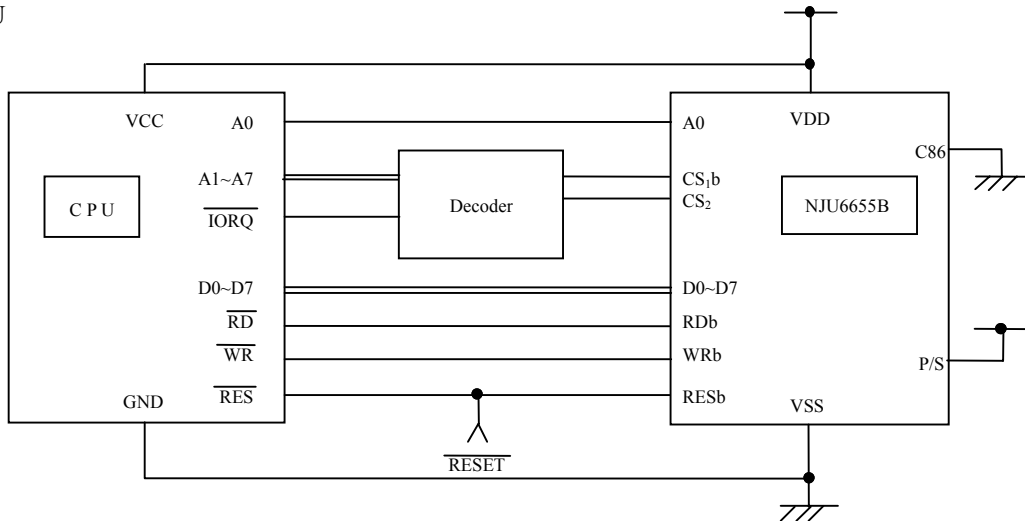 VCC
A0
A1~A7
C P U
IORQ
D0~D7
RD
WR
RES
GND
Decoder
RESET
A0
VDD
C86
CS₁b
CS₂
NJU6655B
D0~D7
RDb
WRb
P/S
RESb
VSS